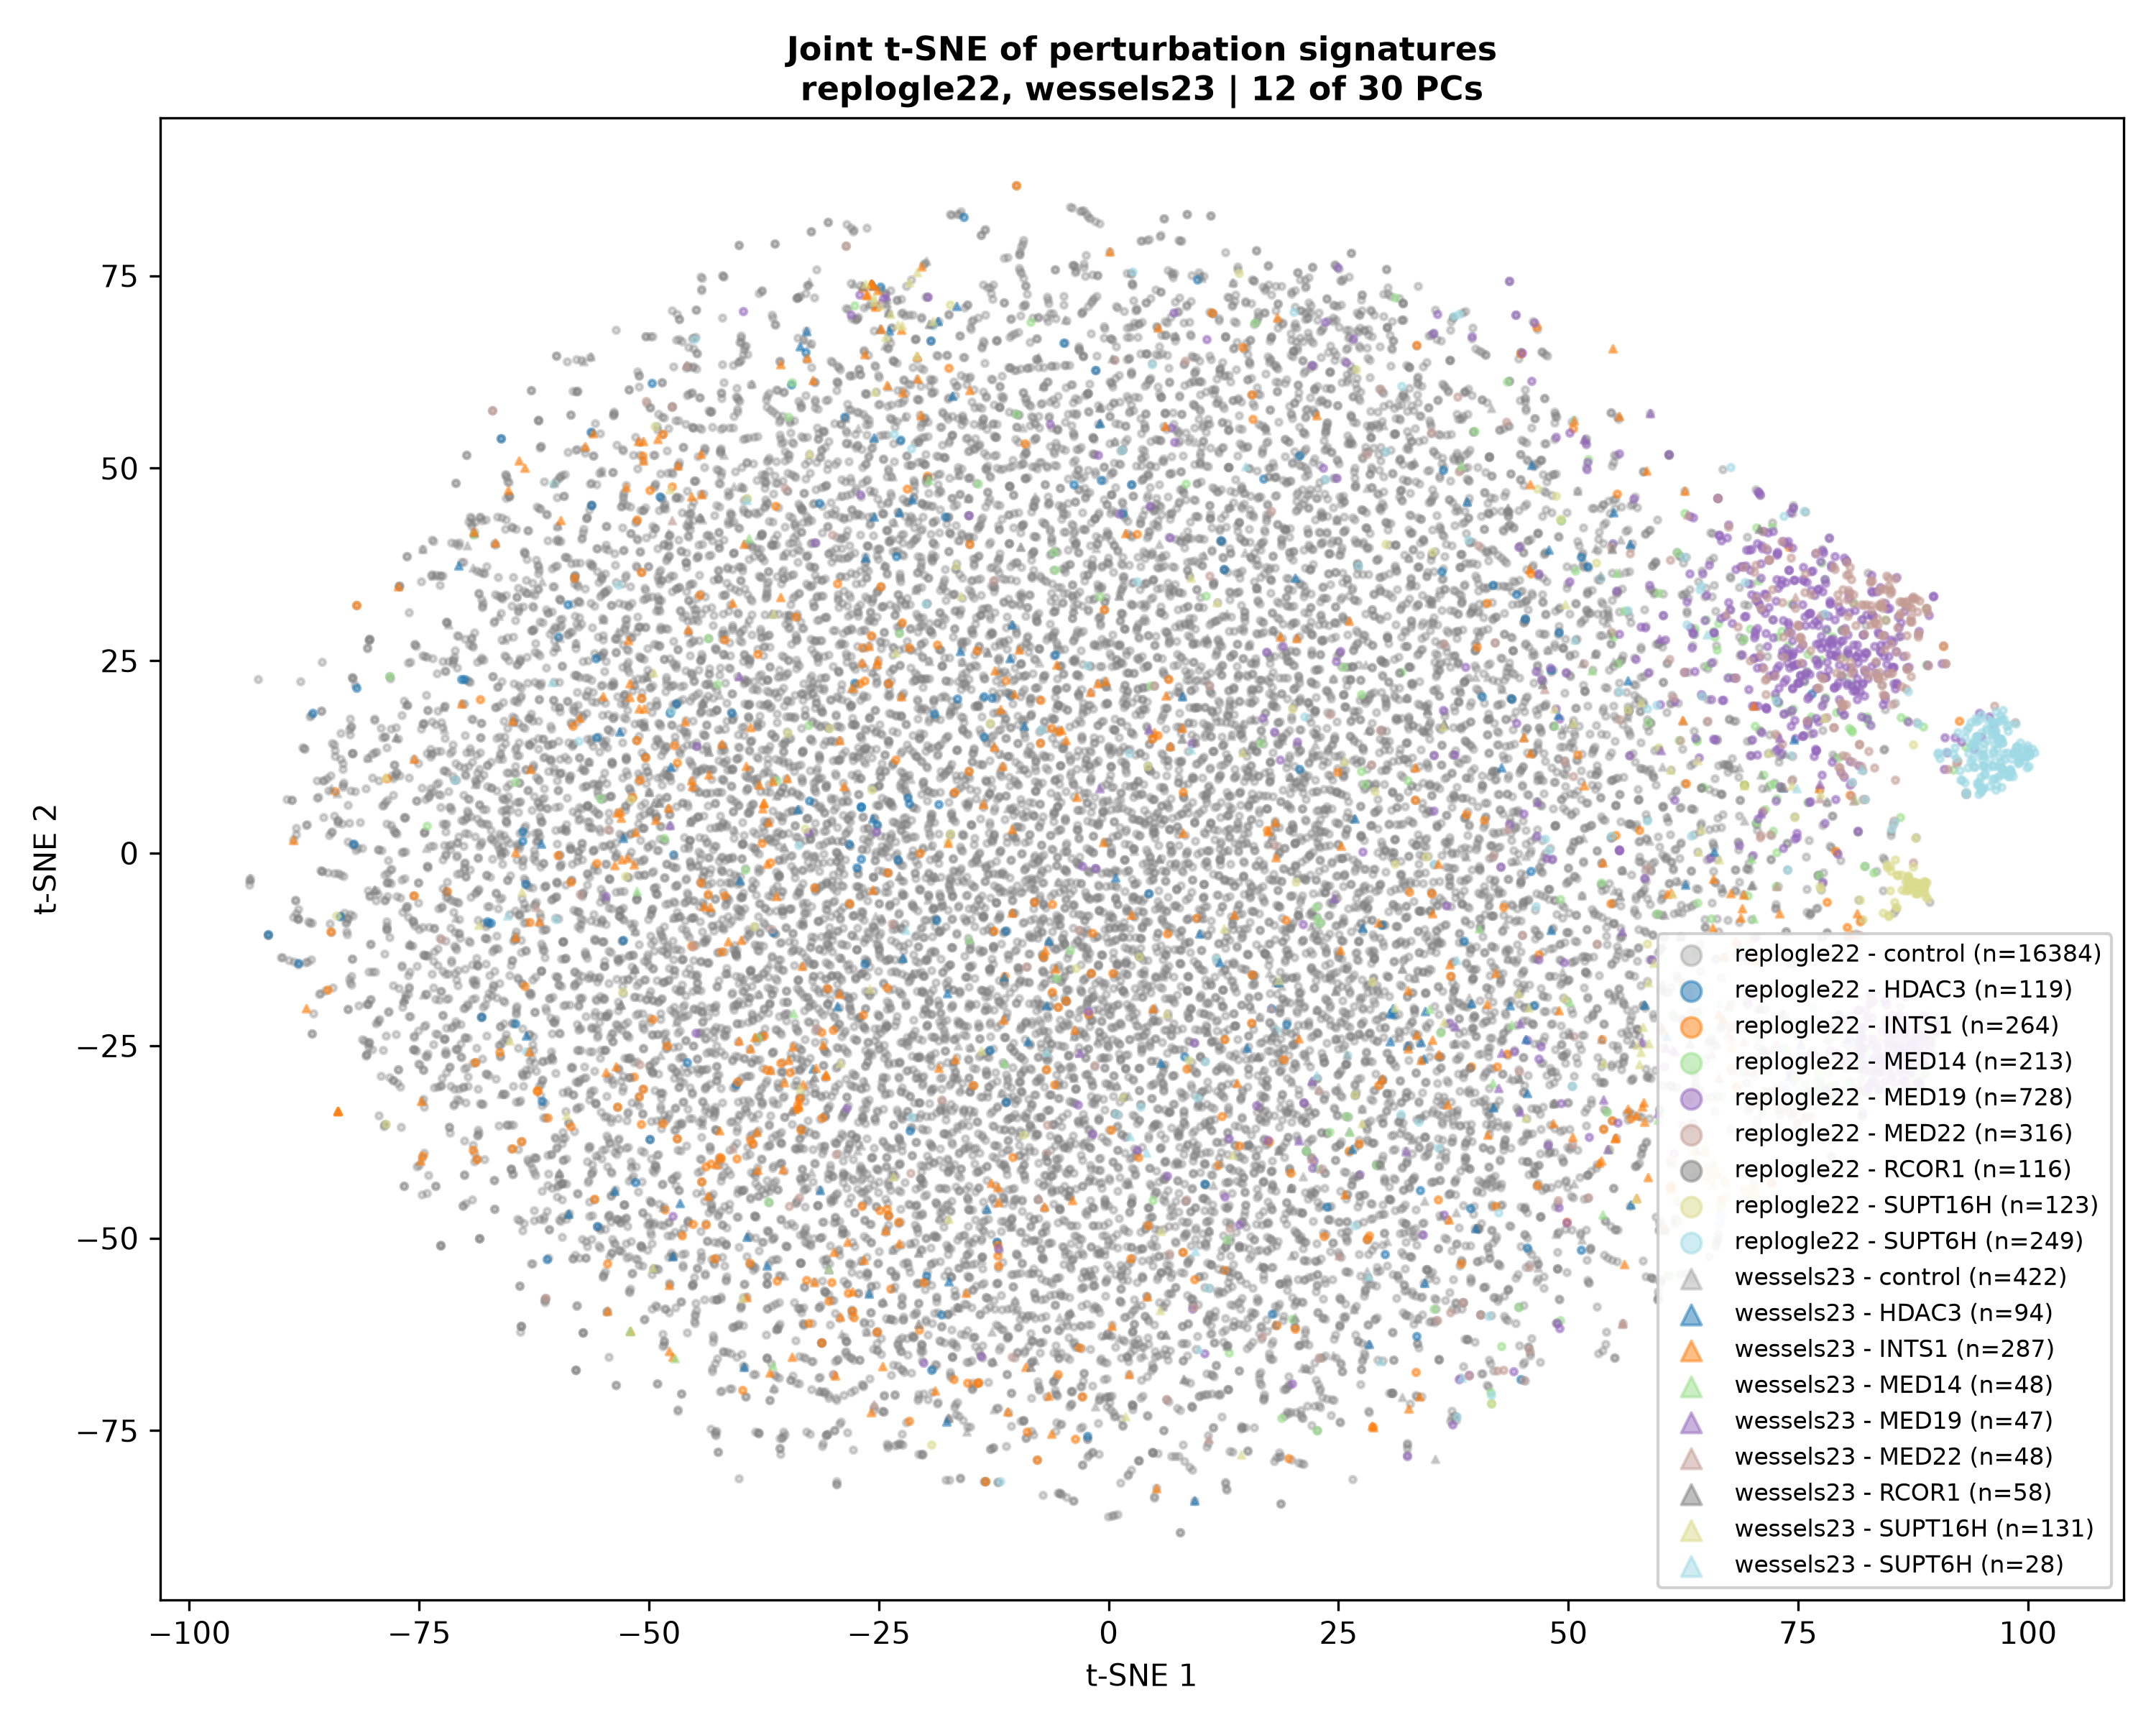 Joint t-SNE of perturbation signatures
replogle22, wessels23 | 12 of 30 PCs
75
50
25
0
−25
−50
−75
t-SNE 2
−100
−75
−50
−25
0
25
50
75
100
t-SNE 1
replogle22 - control (n=16384)
replogle22 - HDAC3 (n=119)
replogle22 - INTS1 (n=264)
replogle22 - MED14 (n=213)
replogle22 - MED19 (n=728)
replogle22 - MED22 (n=316)
replogle22 - RCOR1 (n=116)
replogle22 - SUPT16H (n=123)
replogle22 - SUPT6H (n=249)
wessels23 - control (n=422)
wessels23 - HDAC3 (n=94)
wessels23 - INTS1 (n=287)
wessels23 - MED14 (n=48)
wessels23 - MED19 (n=47)
wessels23 - MED22 (n=48)
wessels23 - RCOR1 (n=58)
wessels23 - SUPT16H (n=131)
wessels23 - SUPT6H (n=28)